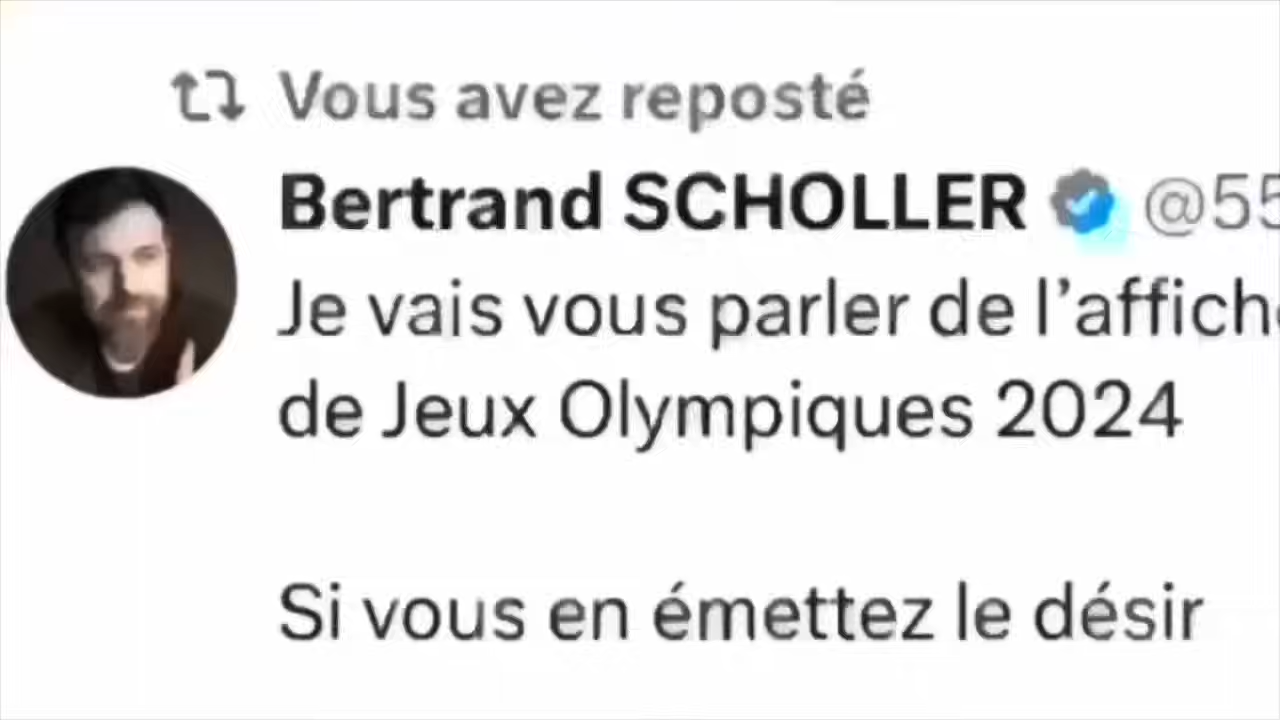 Vous avez reposté
Bertrand SCHOLLER @55
Je vais vous parler de l’affich
de Jeux Olympiques 2024
Si vous en émettez le désir